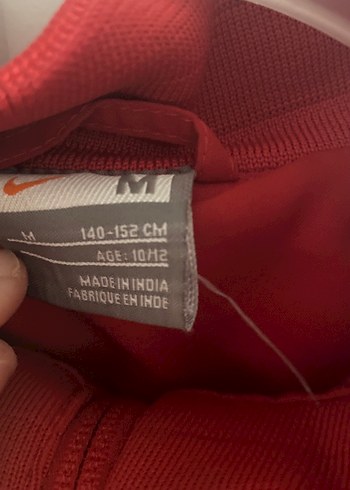 M
M 140-152 CM
AGE: 10/12
MADE IN INDIA
FABRIQUE EN INDE